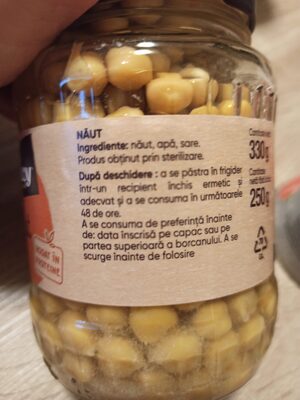 NĂUT
Ingrediente: năut, apă, sare.
Produs obținut prin sterilizare.
După deschidere : a se păstra în frigider
într-un recipient închis ermetic și
adecvat și a se consuma în următoarele
48 de ore.
A se consuma de preferință înainte
de: data înscrisă pe capac sau pe
partea superioară a borcanului. A se
scurge înainte de folosire
330g
250g